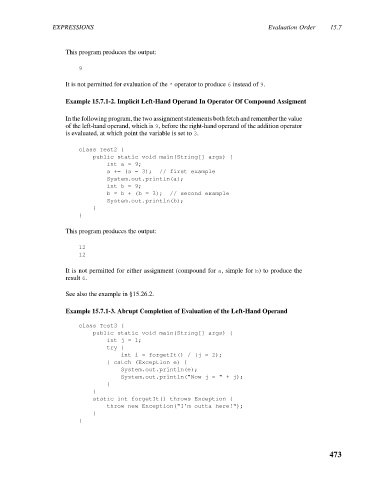 EXPRESSIONS Evaluation Order 15.7
This program produces the output:
9
It is not permitted for evaluation of the * operator to produce 6 instead of 9.
Example 15.7.1-2. Implicit Left-Hand Operand In Operator Of Compound Assigment
In the following program, the two assignment statements both fetch and remember the value
of the left-hand operand, which is 9, before the right-hand operand of the addition operator
is evaluated, at which point the variable is set to 3.
class Test2 {
public static void main(String[] args) {
int a = 9;
a += (a = 3);  // first example
System.out.println(a);
int b = 9;
b = b + (b = 3);  // second example
System.out.println(b);
}
}
This program produces the output:
12
12
It is not permitted for either assignment (compound for a, simple for b) to produce the
result 6.
See also the example in §15.26.2.
Example 15.7.1-3. Abrupt Completion of Evaluation of the Left-Hand Operand
class Test3 {
public static void main(String[] args) {
int j = 1;
try {
int i = forgetIt() / (j = 2);
} catch (Exception e) {
System.out.println(e);
System.out.println("Now j = " + j);
}
}
static int forgetIt() throws Exception {
throw new Exception("I'm outta here!");
}
}
473